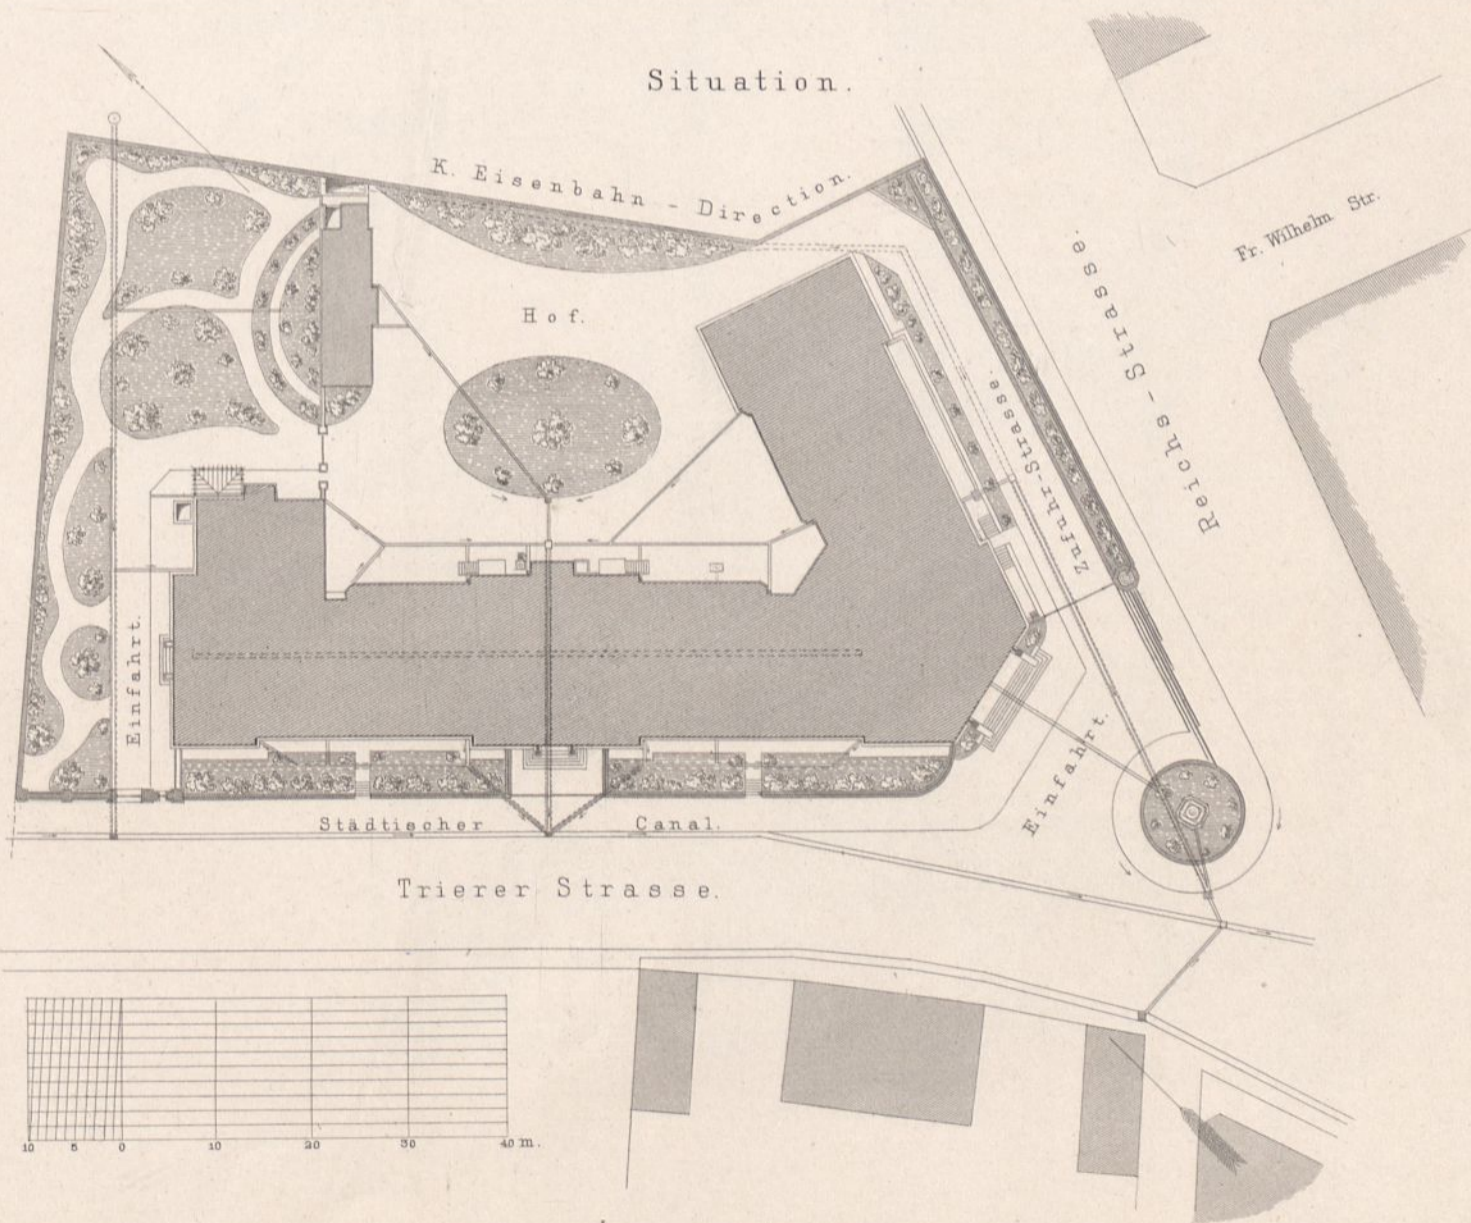 Situation.
K. Eisenbahn - Direction.
Fr. Wilhelm Str.
Reichs - Strasse.
Hof.
Zufuhr-Strasse.
Einfahrt.
Einfahrt.
Städtischer Canal.
Trierer Strasse.
10 5 0 10 20 30 40 m.